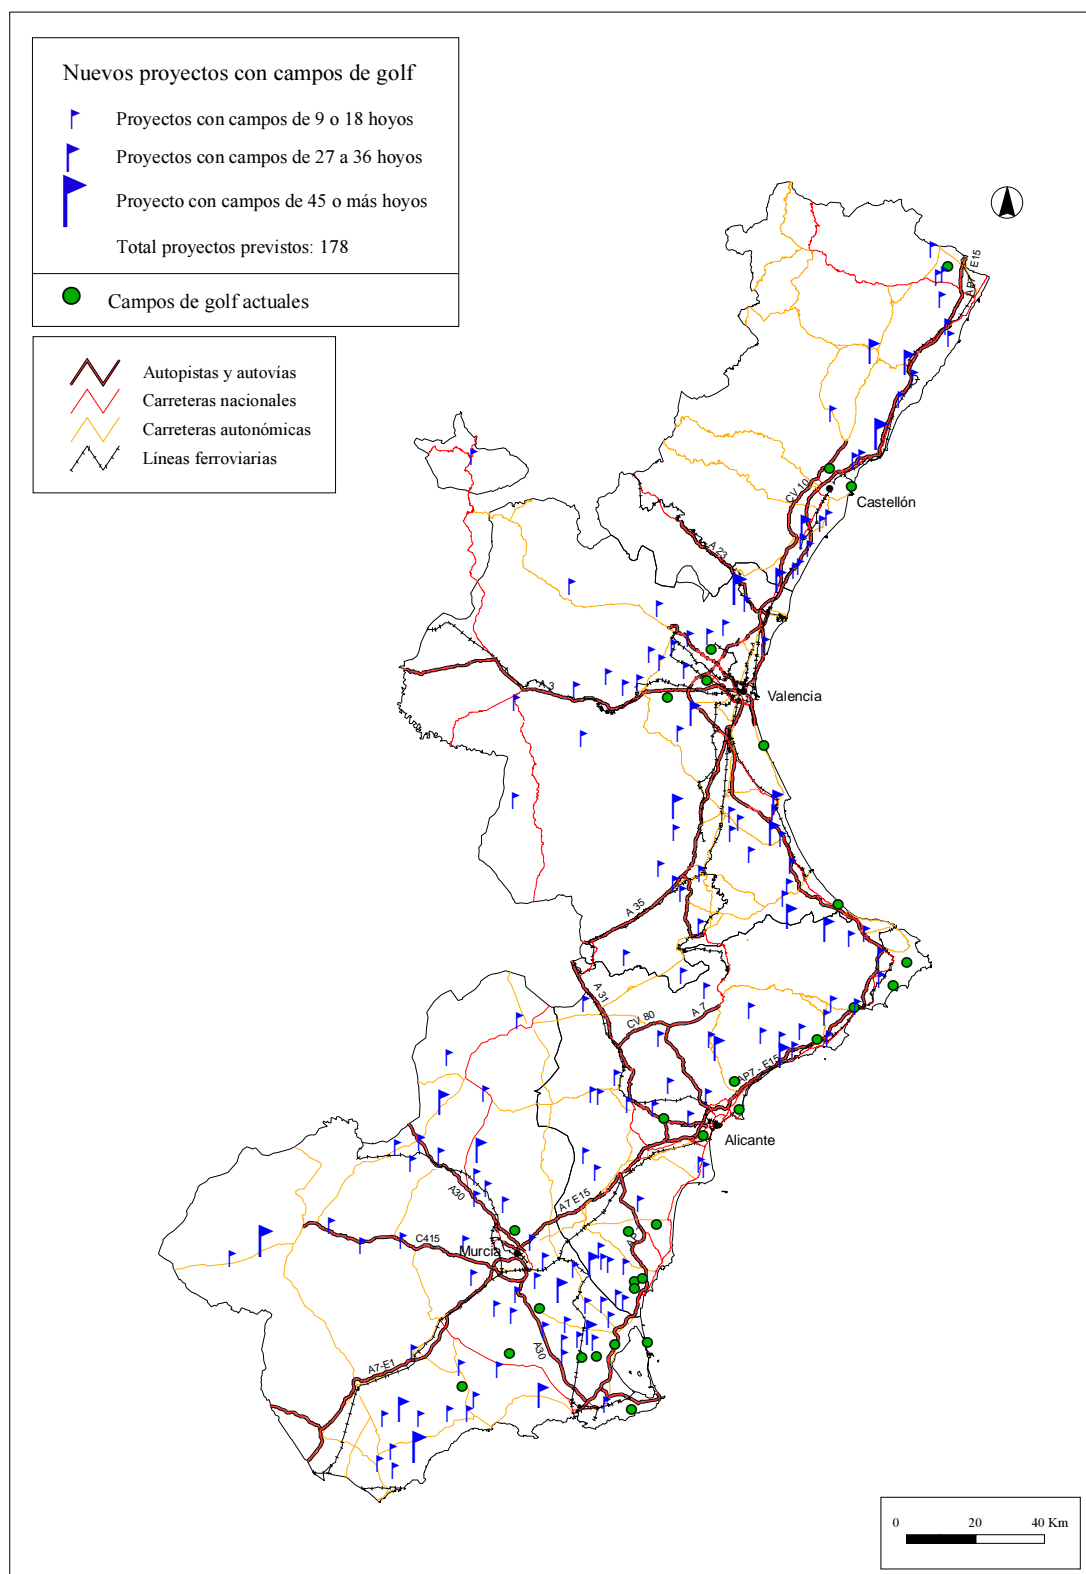 Nuevos proyectos con campos de golf
Proyectos con campos de 9 o 18 hoyos
Proyectos con campos de 27 a 36 hoyos
Proyecto con campos de 45 o más hoyos
Total proyectos previstos: 178
Campos de golf actuales
Autopistas y autovías
Carreteras nacionales
Carreteras autonómicas
Líneas ferroviarias
E15
CV 10
Castellón
A 23
A 3
Valencia
A 35
A 31
CV 80
A 7
AP7 - E15
Alicante
A30
A7 E15
C415
Murcia
A30
A7-E1
0 20 40 Km